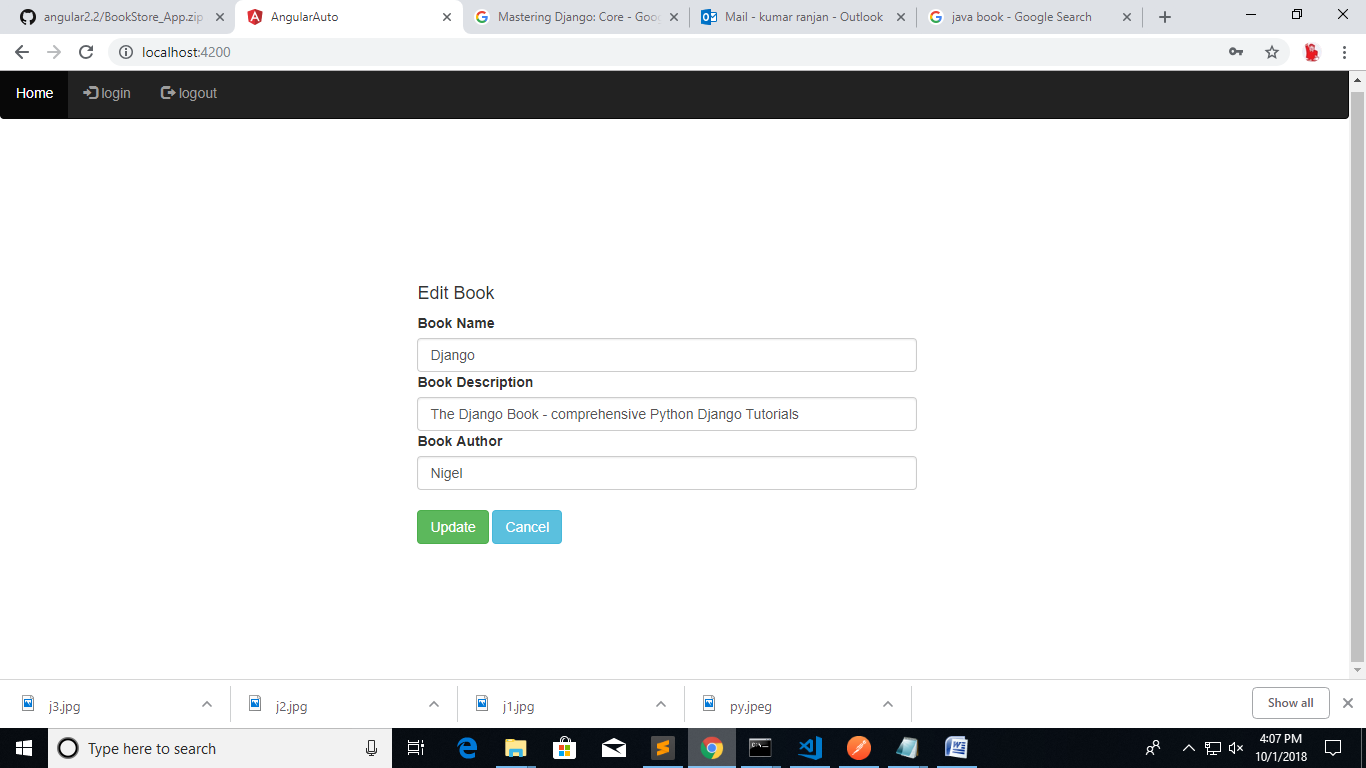 angular2.2/BookStore_App.zip
AngularAuto
Mastering Django: Core - Goo
Mail - kumar ranjan - Outlook
java book - Google Search
localhost:4200
Home
login
logout
Edit Book
Book Name
Django
Book Description
The Django Book - comprehensive Python Django Tutorials
Book Author
Nigel
Update
Cancel
j3.jpg
j2.jpg
j1.jpg
py.jpeg
Show all
Type here to search
4:07 PM
10/1/2018